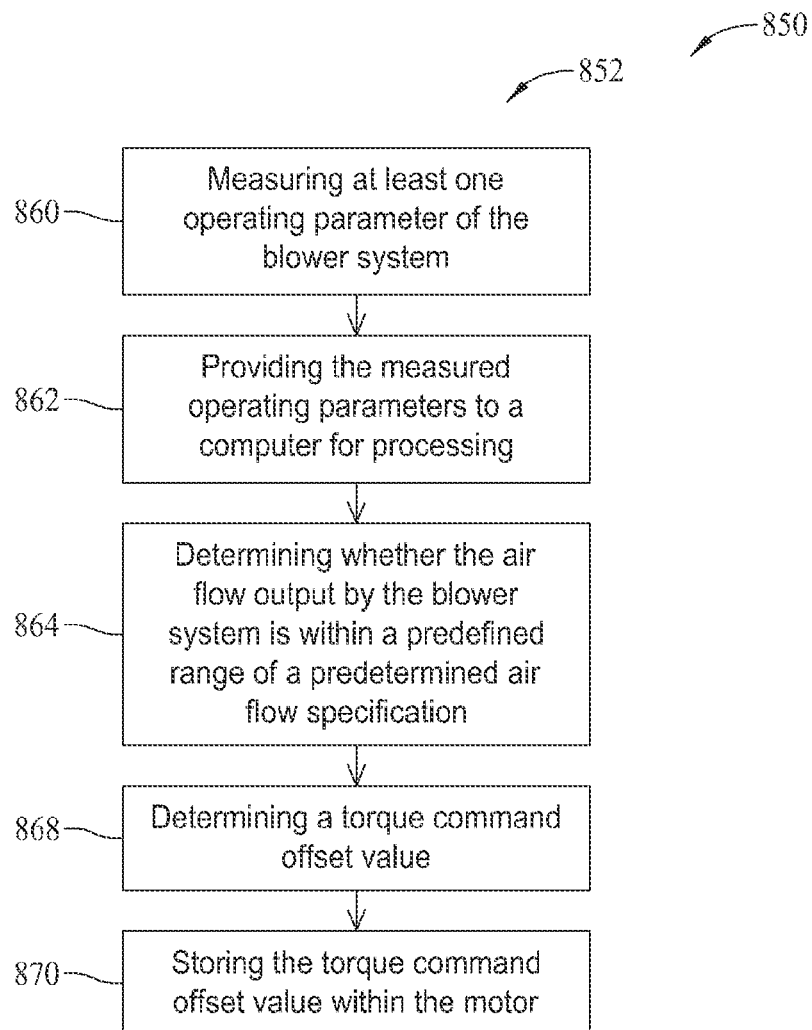 850
852
860
Measuring at least one
operating parameter of the
blower system
862
Providing the measured
operating parameters to a
computer for processing
864
Determining whether the air
flow output by the blower
system is within a predefined
range of a predetermined air
flow specification
868
Determining a torque command
offset value
870
Storing the torque command
offset value within the motor